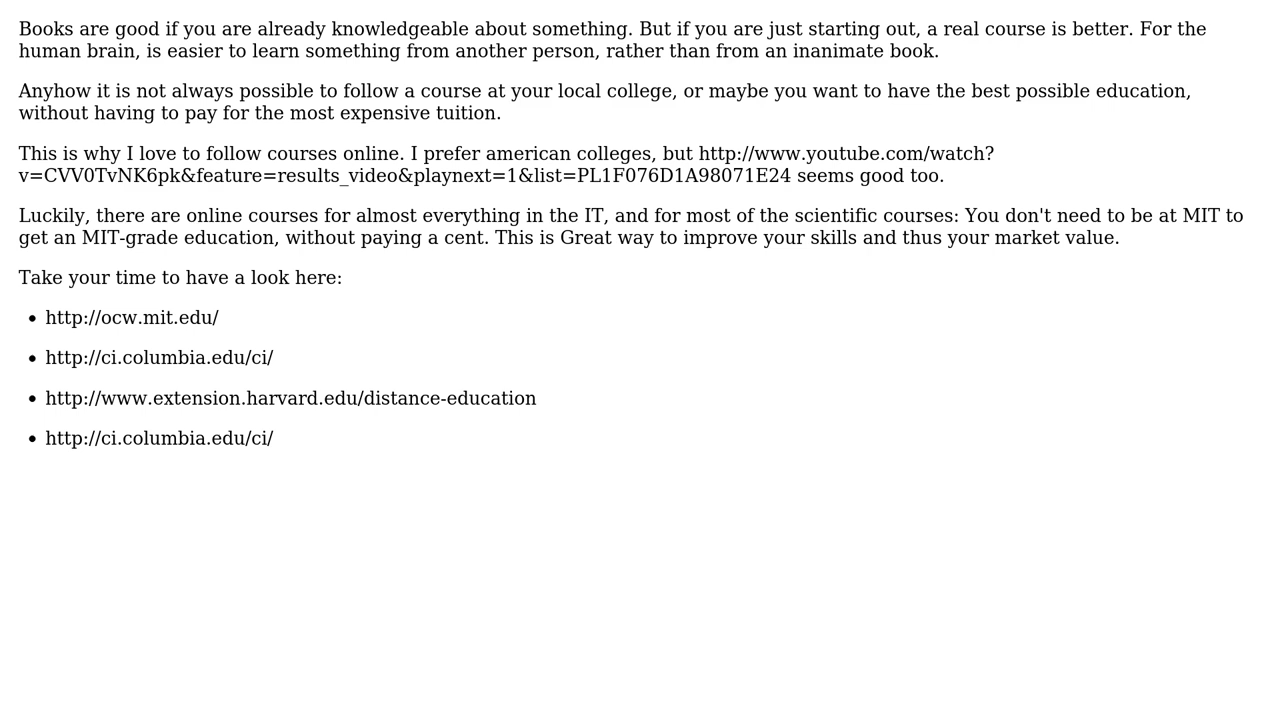 Books are good if you are already knowledgeable about something. But if you are just starting out, a real course is better. For the
human brain, is easier to learn something from another person, rather than from an inanimate book.
Anyhow it is not always possible to follow a course at your local college, or maybe you want to have the best possible education,
without having to pay for the most expensive tuition.
This is why I love to follow courses online. I prefer american colleges, but http://www.youtube.com/watch?
v=CVV0TvNK6pk&feature=results_video&playnext=1&list=PL1F076D1A98071E24 seems good too.
Luckily, there are online courses for almost everything in the IT, and for most of the scientific courses: You don't need to be at MIT to
get an MIT-grade education, without paying a cent. This is Great way to improve your skills and thus your market value.
Take your time to have a look here:
• http://ocw.mit.edu/
• http://ci.columbia.edu/ci/
• http://www.extension.harvard.edu/distance-education
• http://ci.columbia.edu/ci/